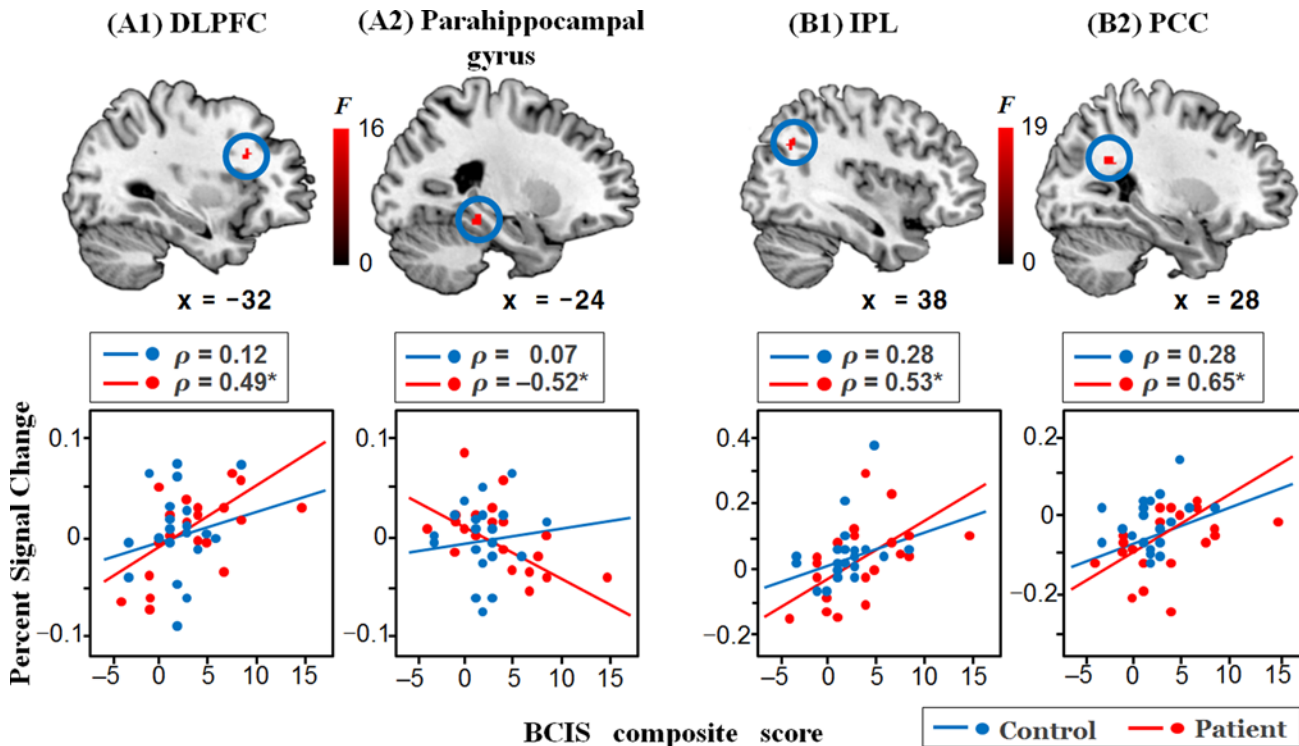 (A1) DLPFC
(A2) Parahippocampal
gyrus
(B1) IPL
(B2) PCC
F
16
0
F
19
0
x = −32
x = −24
x = 38
x = 28
ρ = 0.12
ρ = 0.49*
ρ = 0.07
ρ = −0.52*
ρ = 0.28
ρ = 0.53*
ρ = 0.28
ρ = 0.65*
Percent Signal Change
0.1
0
−0.1
−5 0 5 10 15
0.1
0
−0.1
−5 0 5 10 15
0.4
0.2
0
−0.2
−5 0 5 10 15
0.2
0
−0.2
−5 0 5 10 15
BCIS composite score
Control Patient